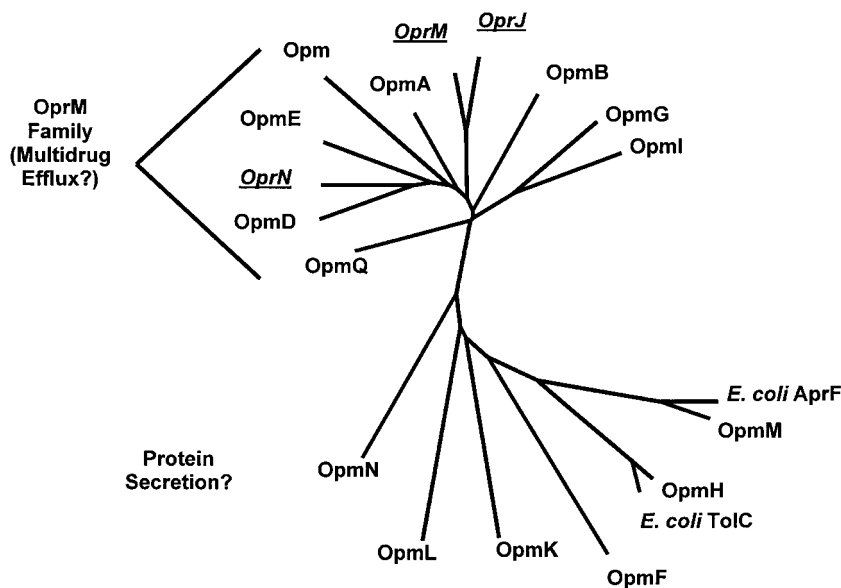 OprM
Family
(Multidrug
Efflux?)
Opm
OprM
OprJ
OpmA
OpmB
OpmE
OpmG
OpmI
OprN
OpmD
OpmQ
E. coli AprF
OpmM
Protein
Secretion?
OpmN
OpmH
E. coli TolC
OpmL
OpmK
OpmF